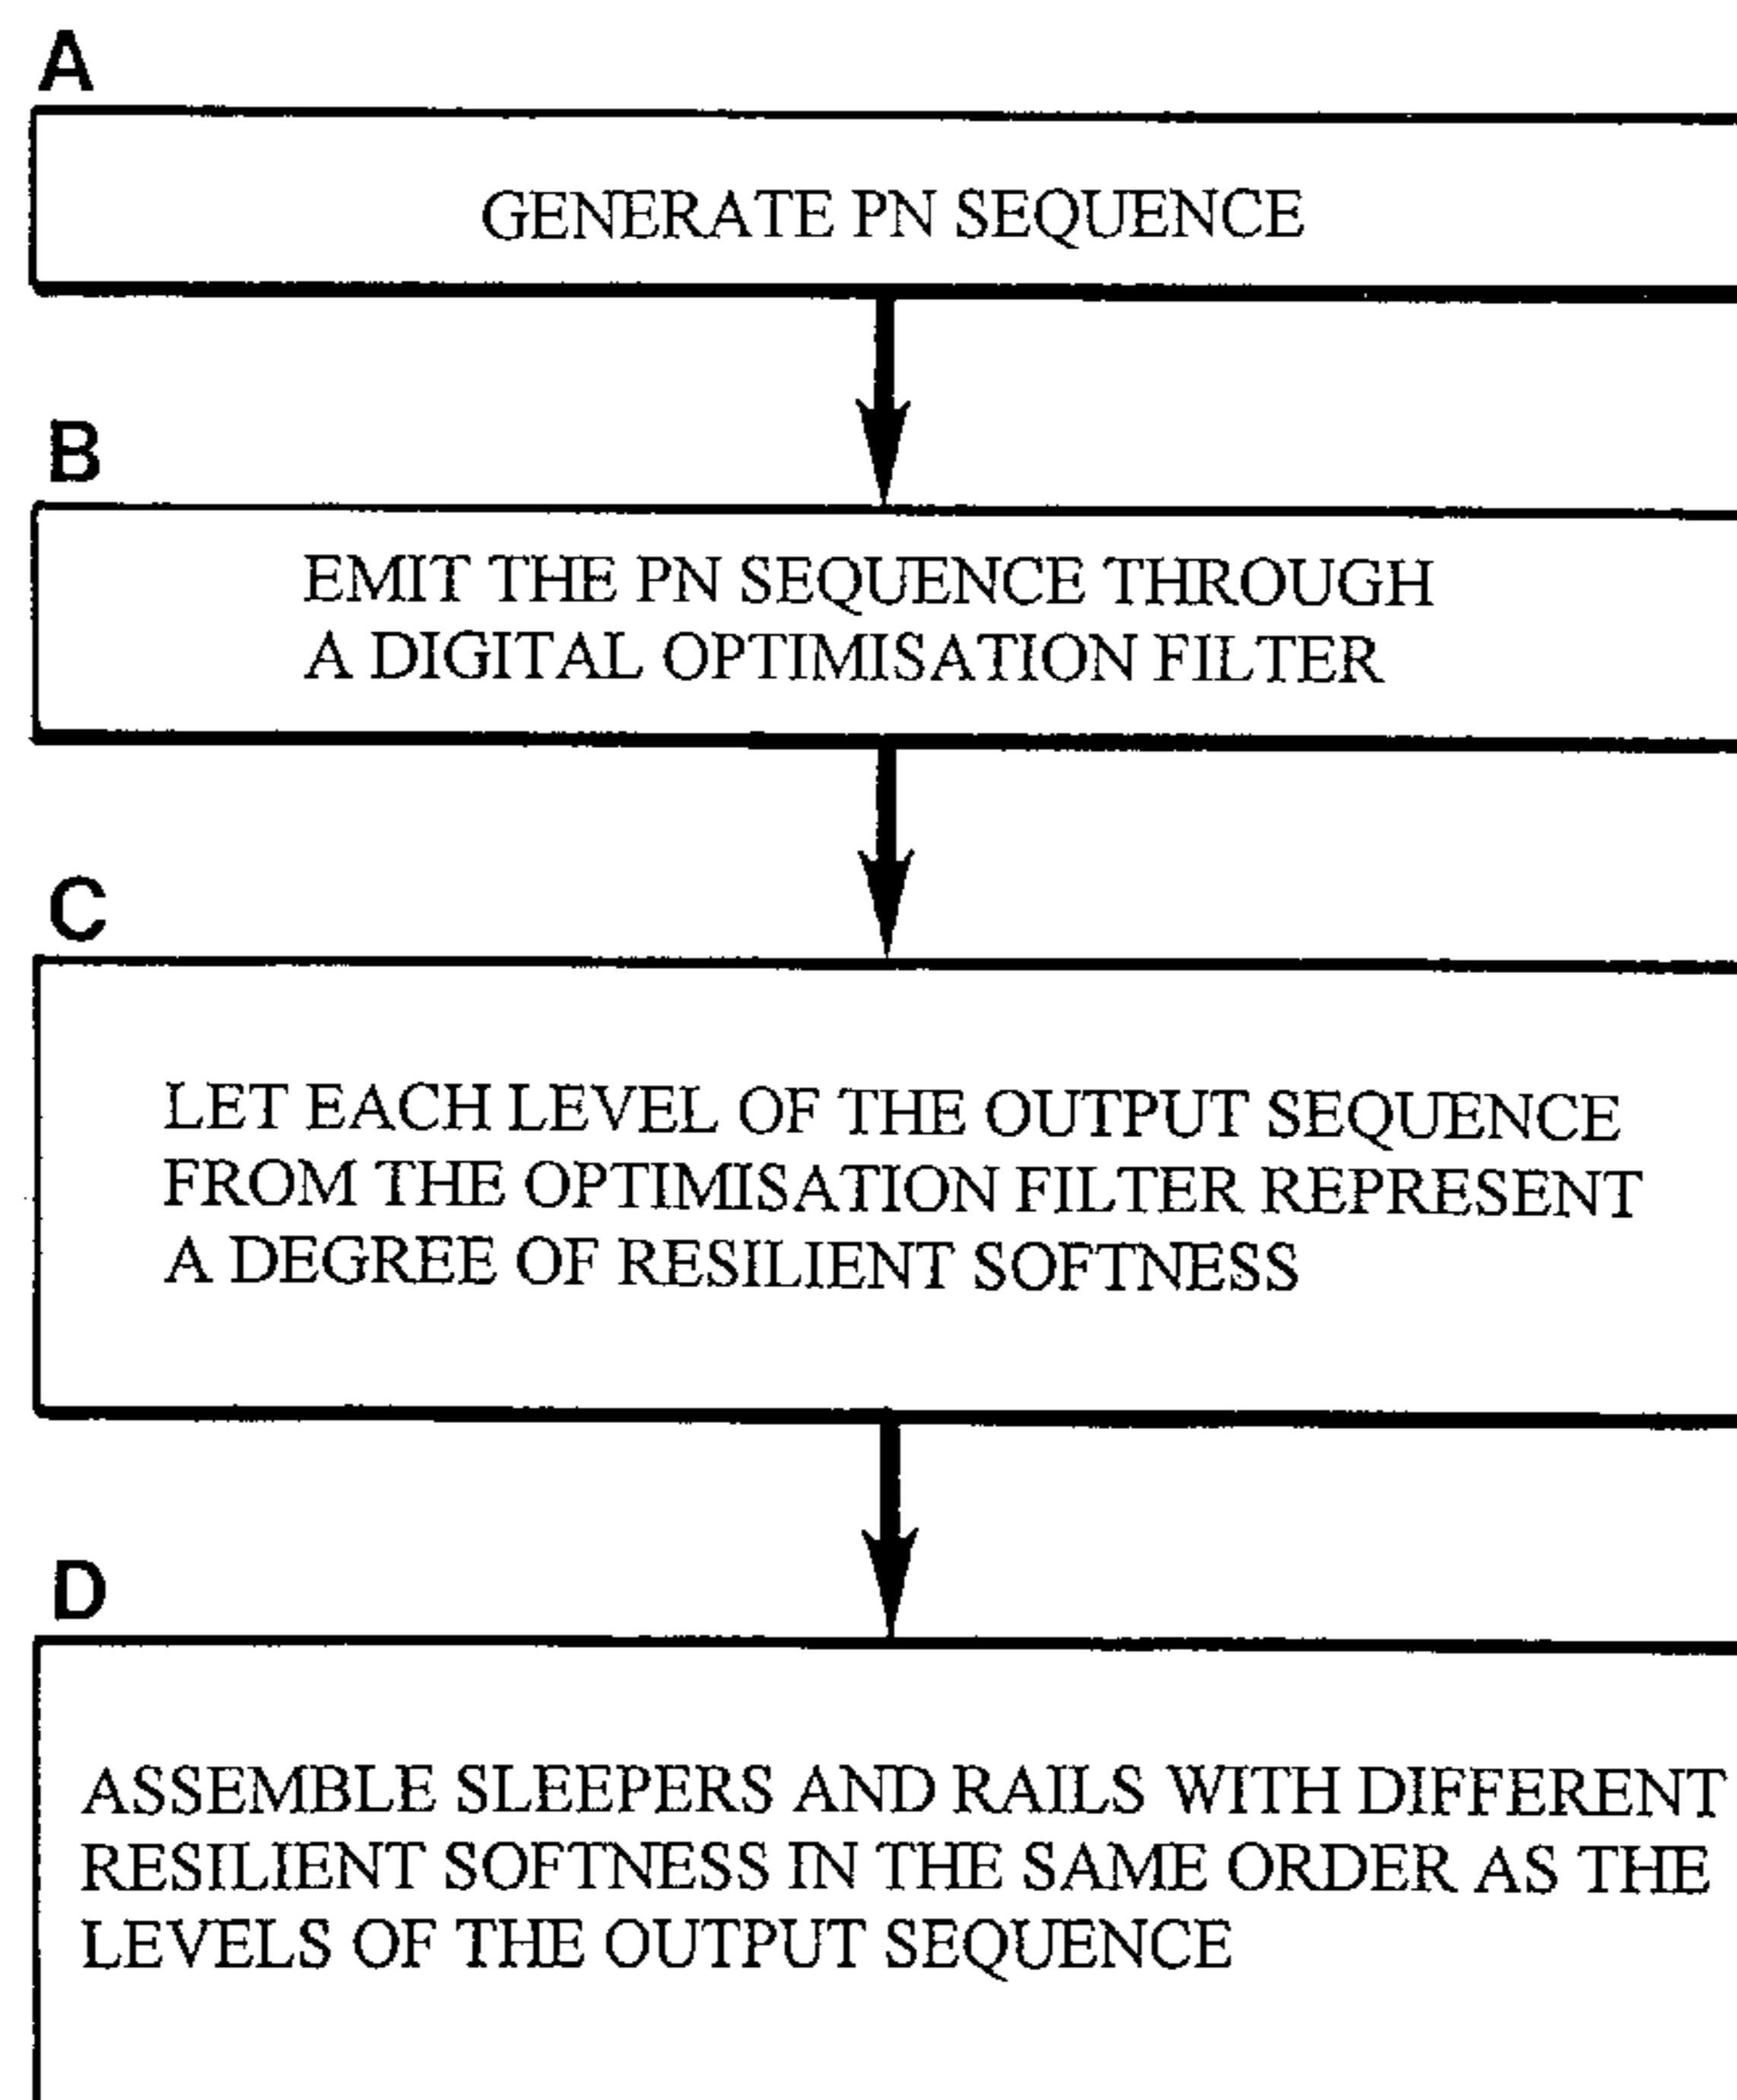 A
GENERATE PN SEQUENCE
B
EMIT THE PN SEQUENCE THROUGH
A DIGITAL OPTIMISATION FILTER
C
LET EACH LEVEL OF THE OUTPUT SEQUENCE
FROM THE OPTIMISATION FILTER REPRESENT
A DEGREE OF RESILIENT SOFTNESS
D
ASSEMBLE SLEEPERS AND RAILS WITH DIFFERENT
RESILIENT SOFTNESS IN THE SAME ORDER AS THE
LEVELS OF THE OUTPUT SEQUENCE